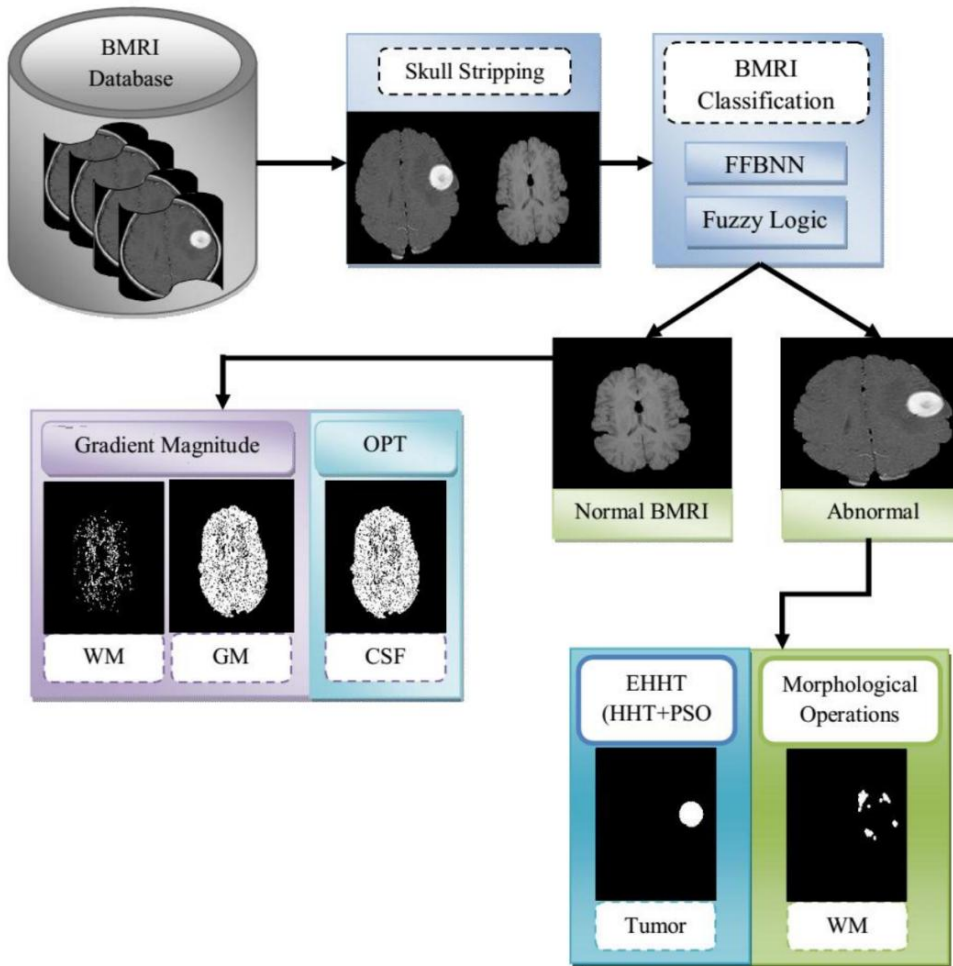 BMRI
Database
Skull Stripping
BMRI
Classification
FFBNN
Fuzzy Logic
Normal BMRI
Abnormal
Gradient Magnitude
OPT
WM
GM
CSF
EHHT
(HHT+PSO
Morphological
Operations
Tumor
WM